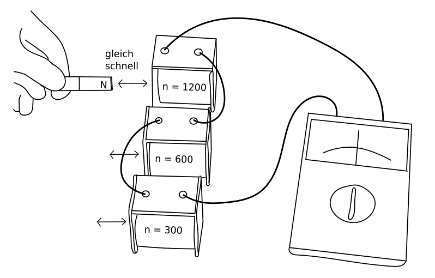 gleich
schnell
N
n = 1200
n = 600
n = 300